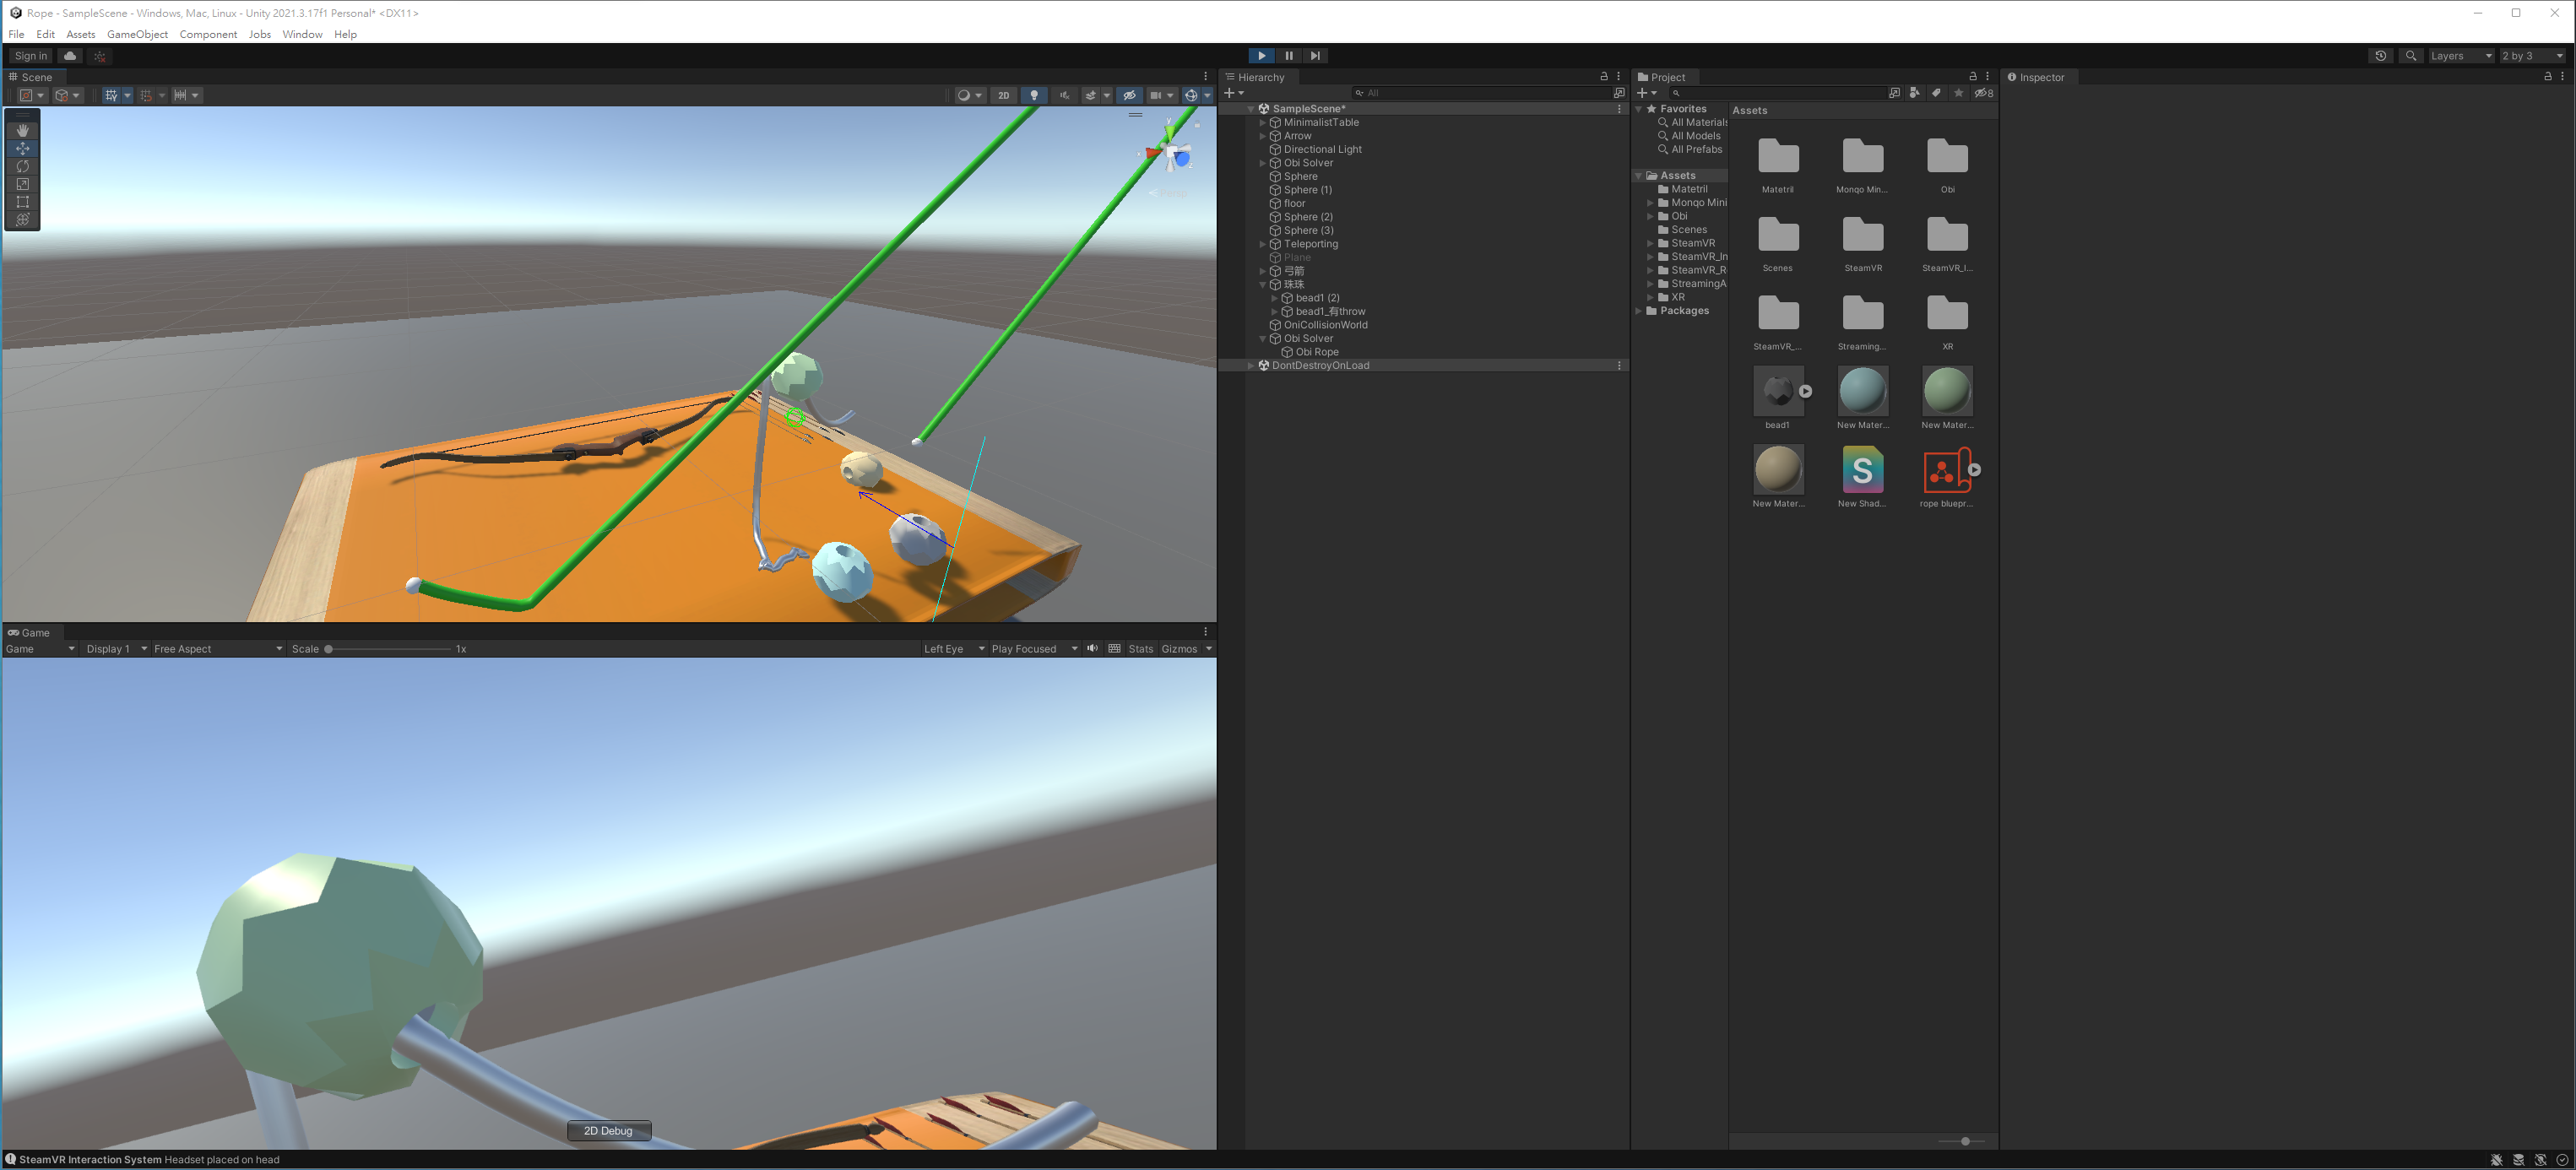 Rope - SampleScene - Windows, Mac, Linux - Unity 2021.3.17f1 Personal* <DX11>
File Edit Assets GameObject Component Jobs Window Help
Sign in
Layers
2 by 3
Scene
2D
y
z
Game
Game
Display 1
Free Aspect
Scale
1x
Left Eye
Play Focused
Stats
Gizmos
2D Debug
Hierarchy
All
SampleScene*
MinimalistTable
Arrow
Directional Light
Obi Solver
Sphere
Sphere (1)
floor
Sphere (2)
Sphere (3)
Teleporting
Plane
弓箭
珠珠
bead1 (2)
bead1_有throw
OniCollisionWorld
Obi Solver
Obi Rope
DontDestroyOnLoad
Project
8
Favorites
All Materials
All Models
All Prefabs
Assets
Matetril
Monqo Mini
Obi
Scenes
SteamVR
SteamVR_In
SteamVR_R
StreamingA
XR
Packages
Assets
Matetril
Monqo Min...
Obi
Scenes
SteamVR
SteamVR_I...
SteamVR_...
Streaming...
XR
bead1
New Mater...
New Mater...
New Mater...
S
New Shad...
rope bluepr...
Inspector
SteamVR Interaction System Headset placed on head